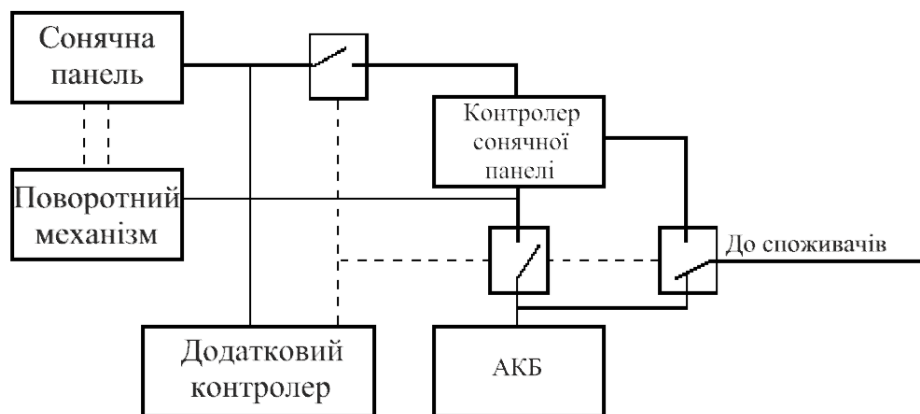 Сонячна
панель
Контролер
сонячної
панелі
Поворотний
механізм
До споживачів
Додатковий
контролер
АКБ